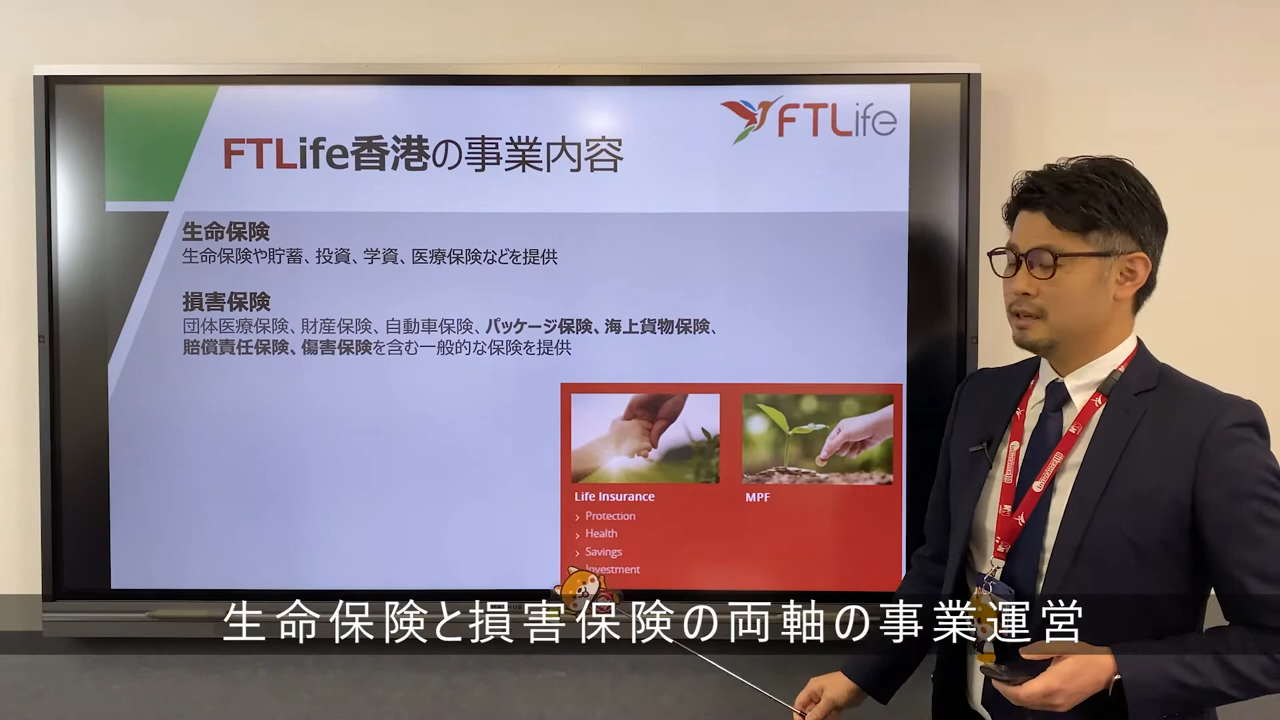 FTLife
FTLife香港の事業内容
生命保険
生命保険や貯蓄、投資、学資、医療保険などを提供
損害保険
団体医療保険、財産保険、自動車保険、パッケージ保険、海上貨物保険、
賠償責任保険、傷害保険を含む一般的な保険を提供
Life Insurance
MPF
Protection
Health
Savings
Investment
生命保険と損害保険の両軸の事業運営